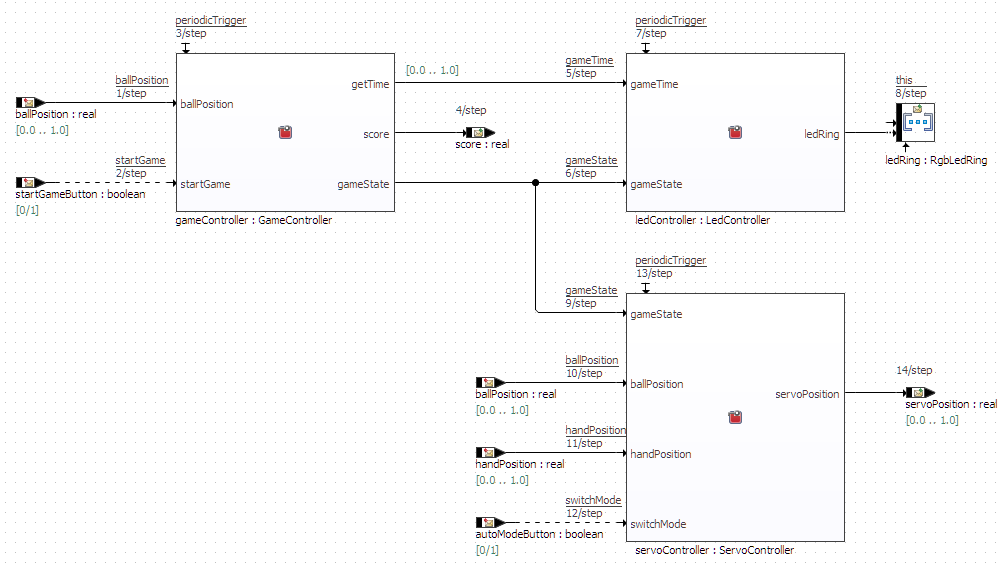 periodicTrigger
3/step
ballPosition
1/step
ballPosition : real
[0.0 .. 1.0]
startGame
2/step
startGameButton : boolean
[0/1]
ballPosition
startGame
getTime
score
gameState
gameController : GameController
[0.0 .. 1.0]
4/step
score : real
periodicTrigger
7/step
gameTime
5/step
gameState
6/step
gameTime
gameState
ledRing
ledController : LedController
this
8/step
ledRing : RgbLedRing
periodicTrigger
13/step
gameState
9/step
ballPosition
10/step
ballPosition : real
[0.0 .. 1.0]
handPosition
11/step
handPosition : real
[0.0 .. 1.0]
switchMode
12/step
autoModeButton : boolean
[0/1]
gameState
ballPosition
handPosition
switchMode
servoPosition
servoController : ServoController
14/step
servoPosition : real
[0.0 .. 1.0]